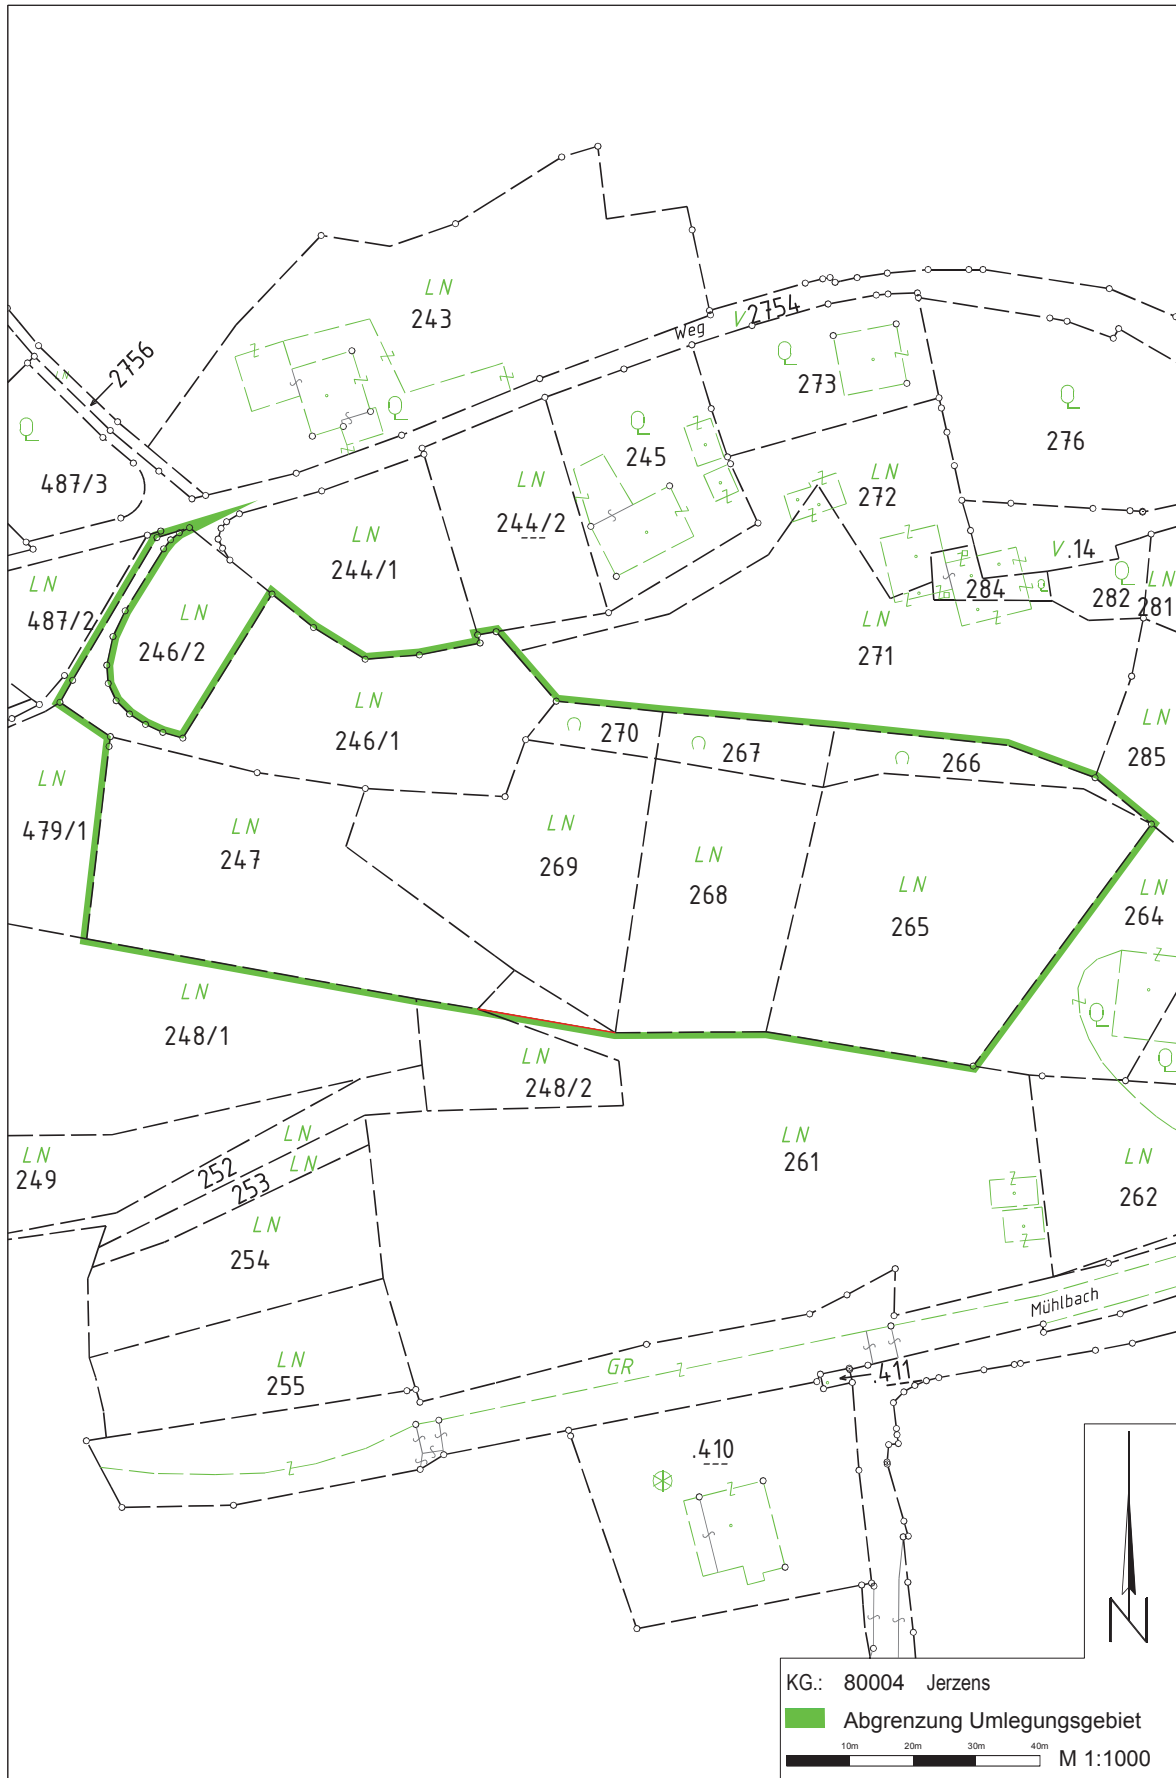 LN
243
Weg
V 2754
2756
LN
273
276
487/3
245
LN
LN
272
244/2
LN
244/1
V .14
LN
487/2
LN
246/2
284
282
LN
281
LN
271
LN
246/1
270
267
266
LN
285
LN
479/1
LN
247
LN
269
LN
268
LN
265
LN
264
LN
248/1
LN
248/2
LN
249
252
LN
253
LN
LN
261
LN
262
LN
254
Mühlbach
LN
255
GR
.411
.410
N
KG.: 80004 Jerzens
Abgrenzung Umlegungsgebiet
10m 20m 30m 40m
M 1:1000